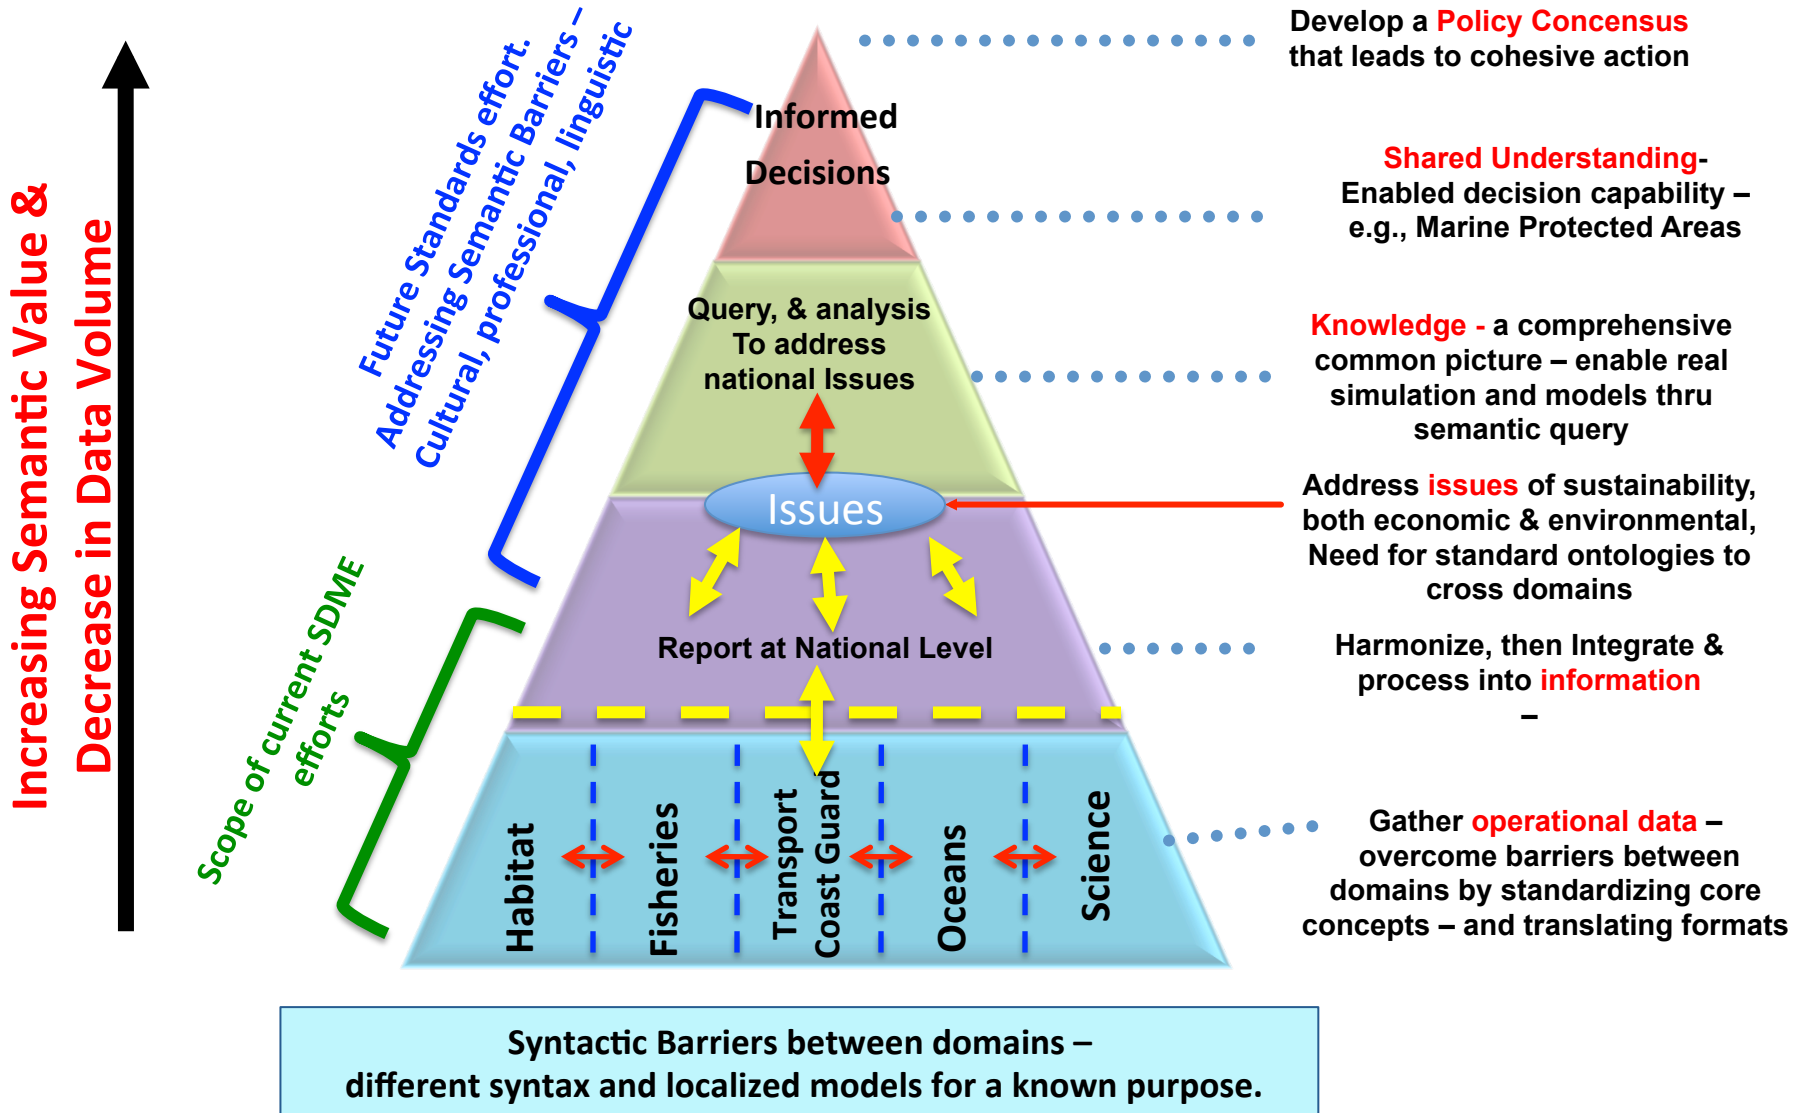 Increasing Semantic Value &
Decrease in Data Volume
Future Standards effort.
Addressing Semantic Barriers –
Cultural, professional, linguistic
Scope of current SDME
efforts
Informed
Decisions
Query, & analysis
To address
national Issues
Issues
Report at National Level
Habitat
Fisheries
Transport
Coast Guard
Oceans
Science
Develop a Policy Concensus
that leads to cohesive action
Shared Understanding-
Enabled decision capability –
e.g., Marine Protected Areas
Knowledge - a comprehensive
common picture – enable real
simulation and models thru
semantic query
Address issues of sustainability,
both economic & environmental,
Need for standard ontologies to
cross domains
Harmonize, then Integrate &
process into information
–
Gather operational data –
overcome barriers between
domains by standardizing core
concepts – and translating formats
Syntactic Barriers between domains –
different syntax and localized models for a known purpose.